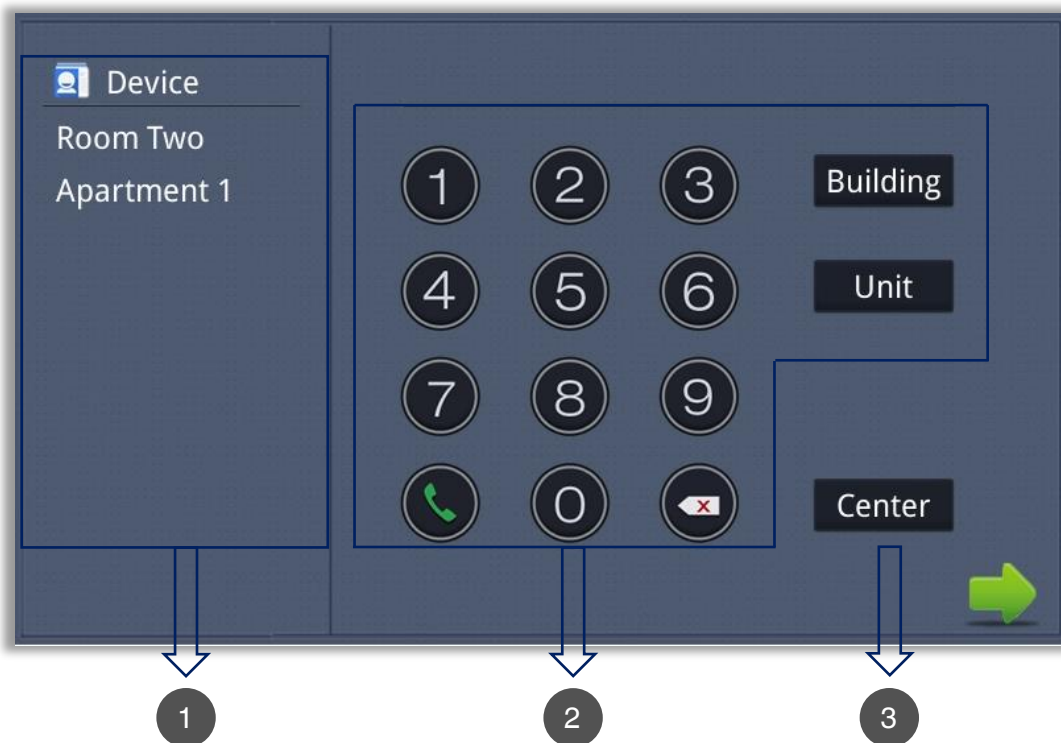 Device
Room Two
Apartment 1
1 2 3 Building
4 5 6 Unit
7 8 9
0 Center
1 2 3